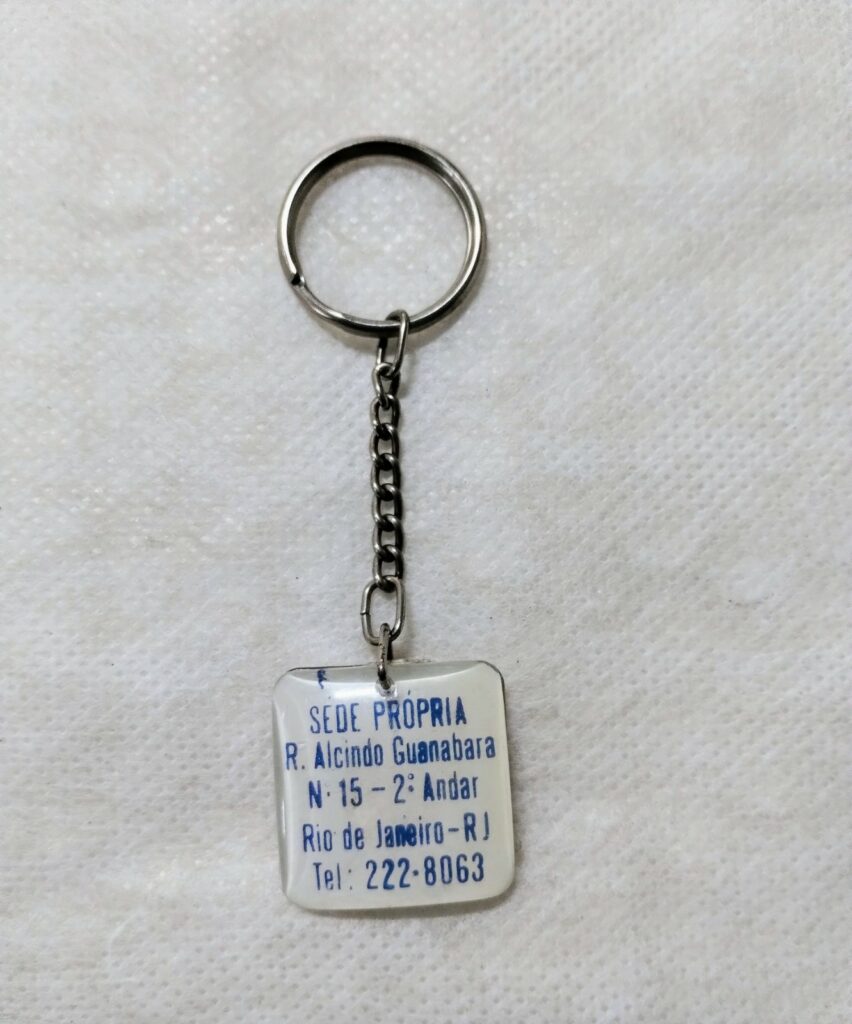 SEDE PRÓPRIA
R. Alcindo Guanabara
N· 15 - 2º Andar
Rio de Janeiro - RJ
Tel: 222·8063